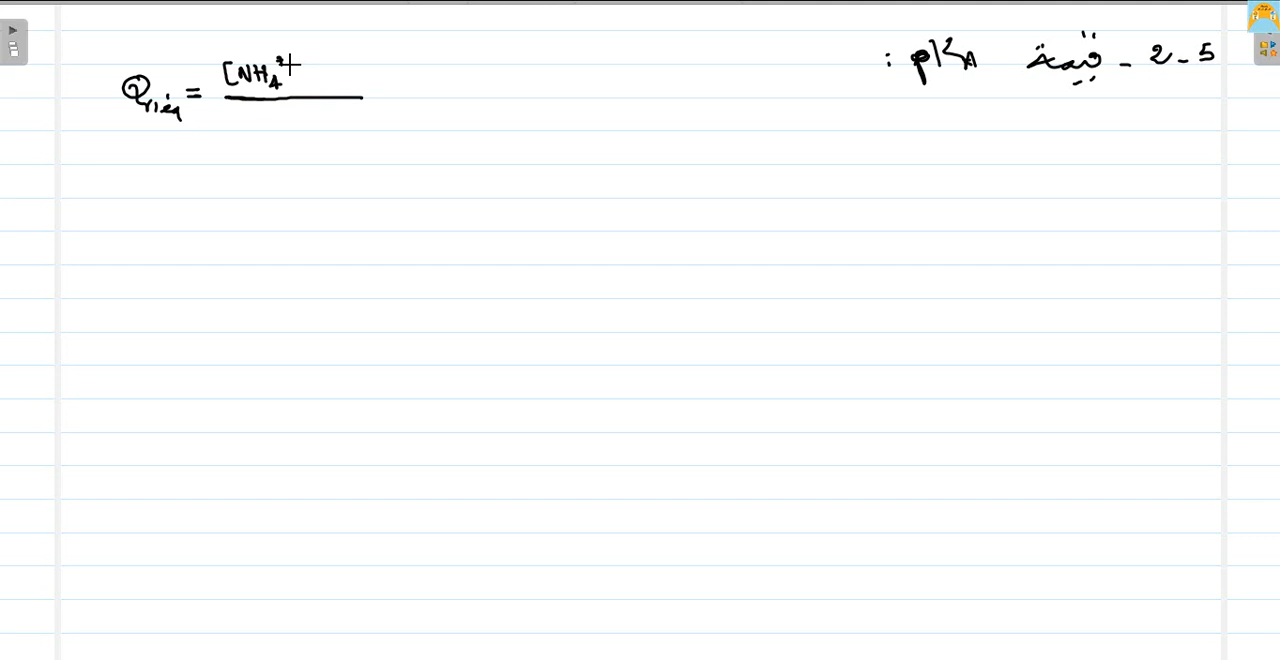 5 - 2 - قيمة pKA :
Qr,éq = [NH4+